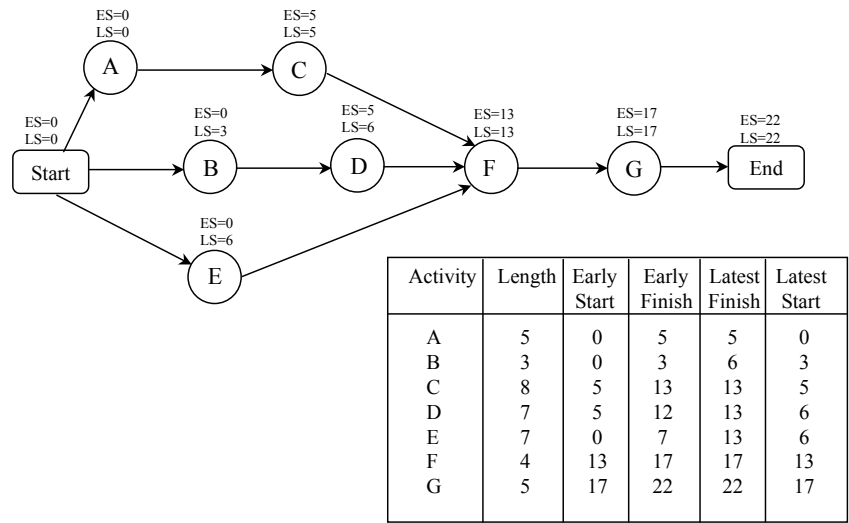 ES=0
LS=0
A
ES=5
LS=5
C
ES=0
LS=0
Start
ES=0
LS=3
B
ES=5
LS=6
D
ES=13
LS=13
F
ES=17
LS=17
G
ES=22
LS=22
End
ES=0
LS=6
E
Activity Length Early Start Early Finish Latest Finish Latest Start
A 5 0 5 5 0
B 3 0 3 6 3
C 8 5 13 13 5
D 7 5 12 13 6
E 7 0 7 13 6
F 4 13 17 17 13
G 5 17 22 22 17